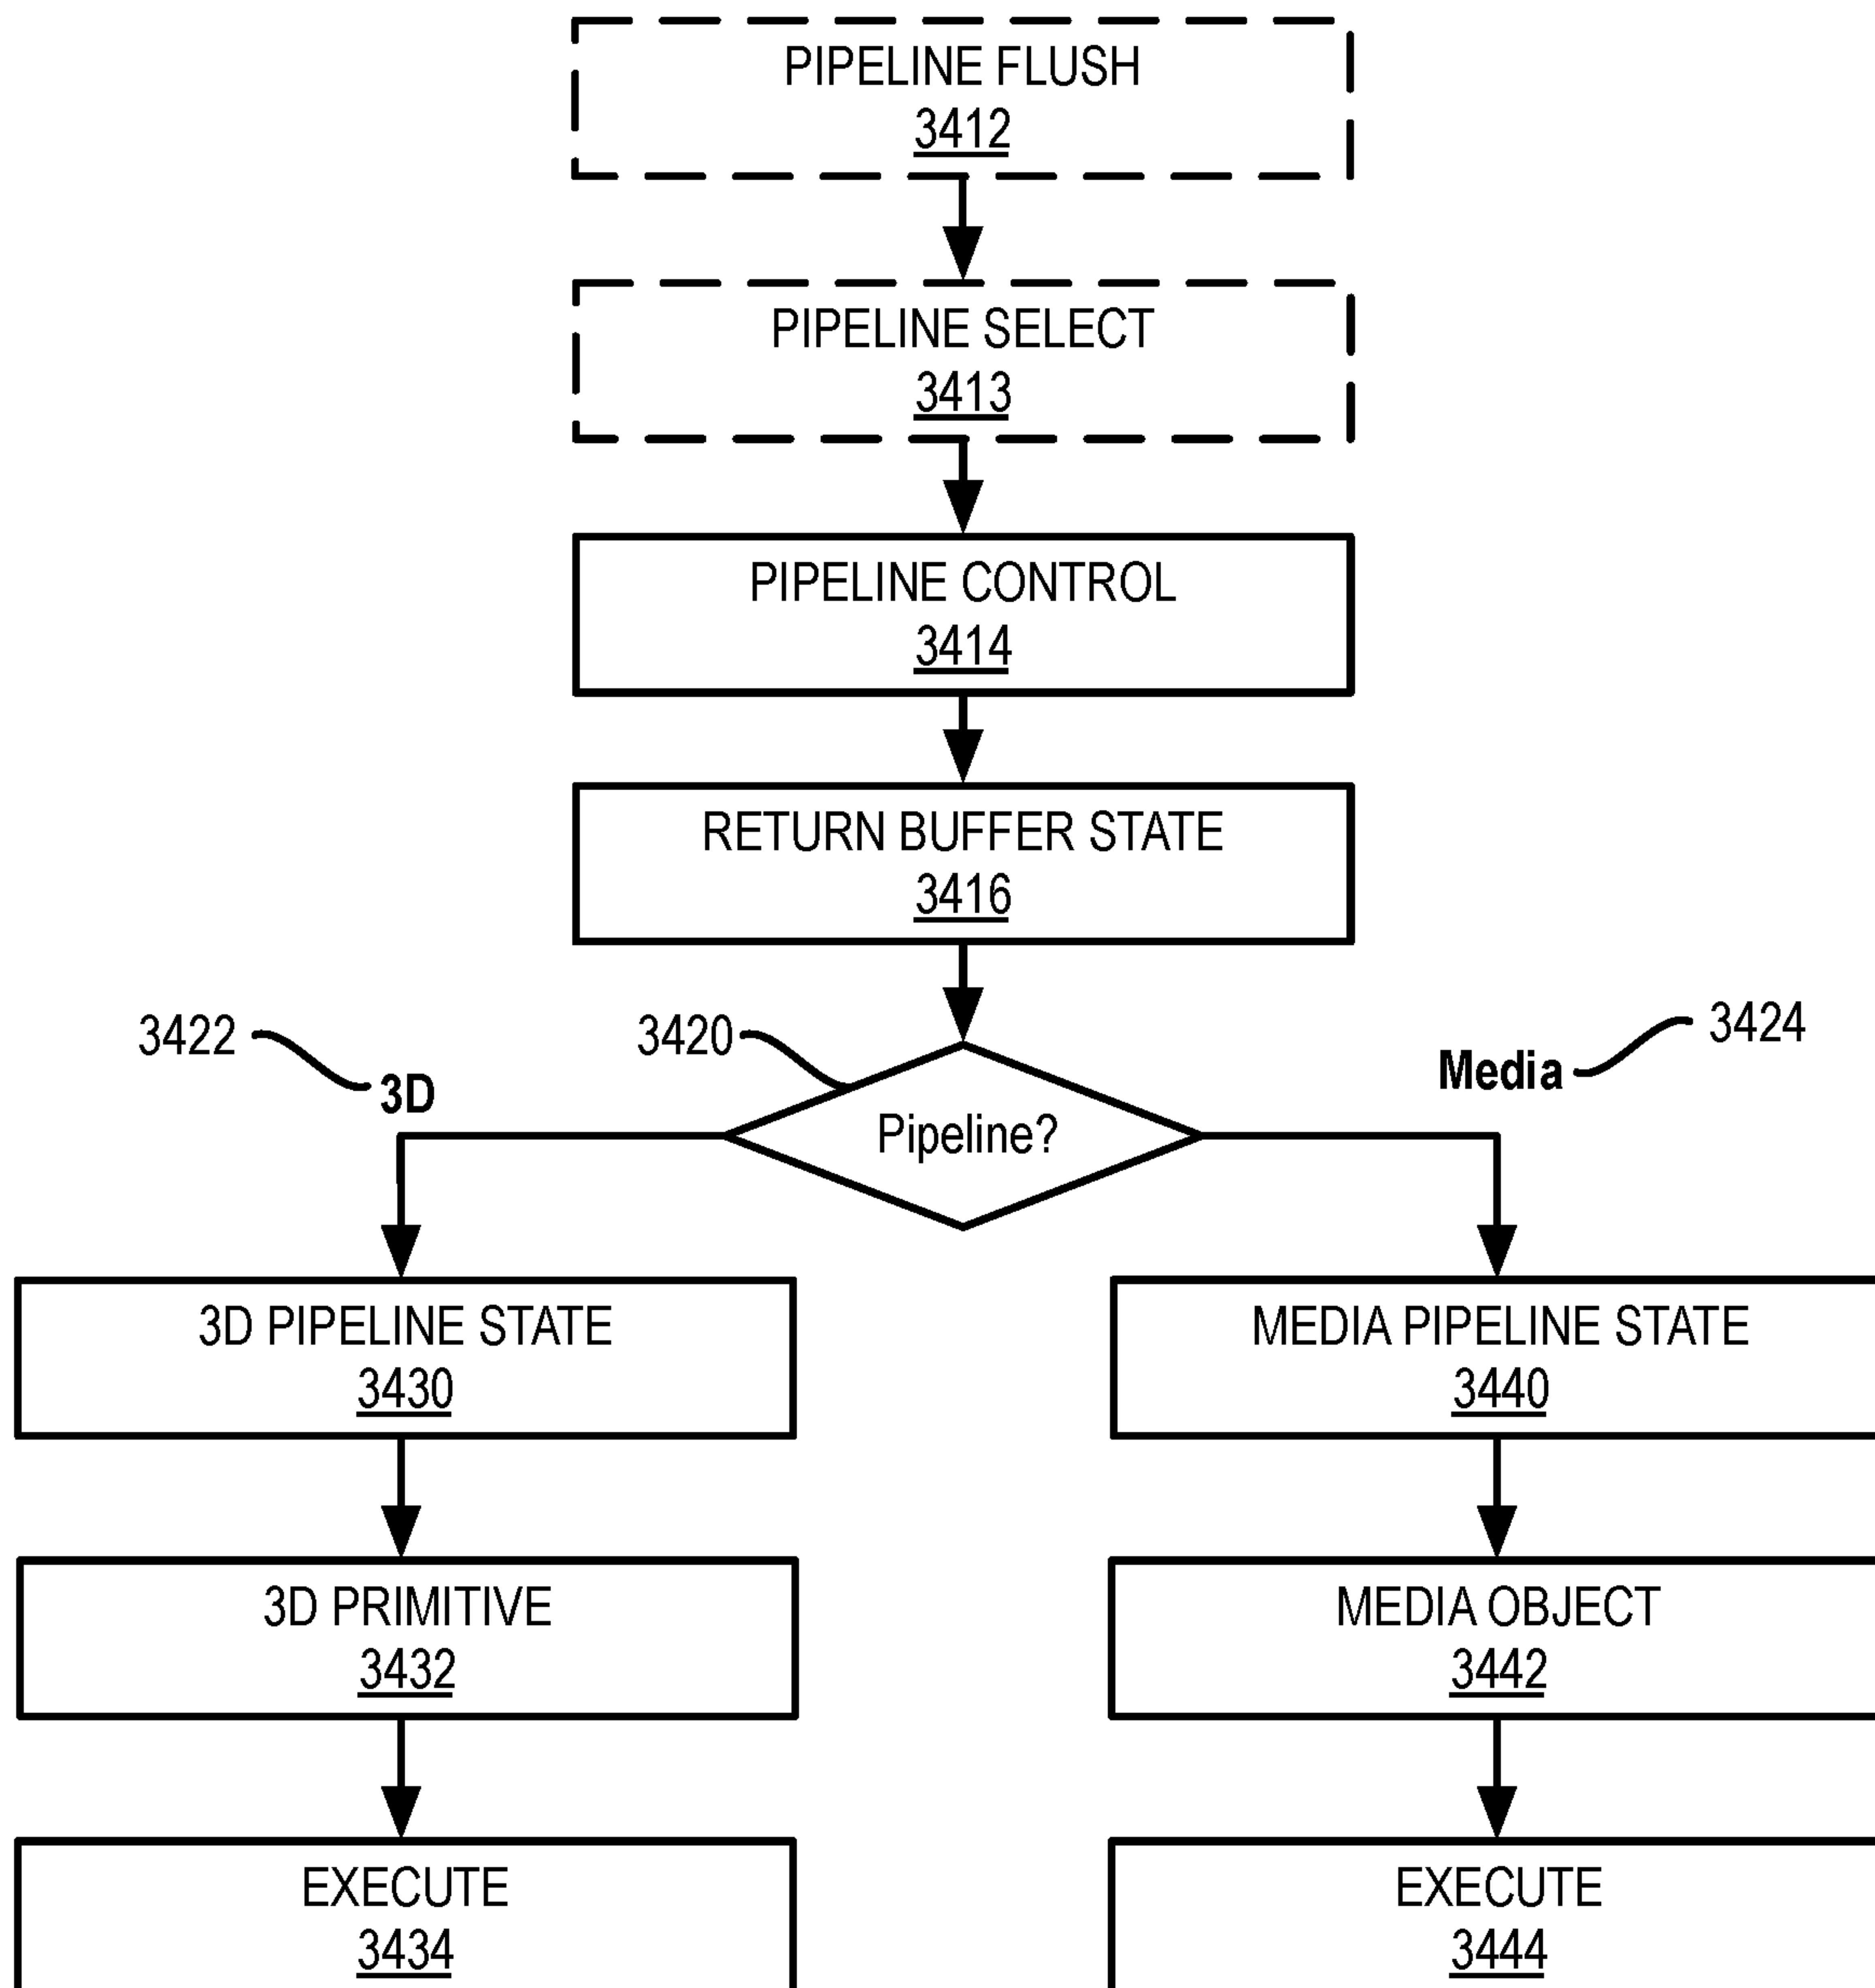 PIPELINE FLUSH
3412
PIPELINE SELECT
3413
PIPELINE CONTROL
3414
RETURN BUFFER STATE
3416
3422
3420
3424
3D
Media
Pipeline?
3D PIPELINE STATE
3430
MEDIA PIPELINE STATE
3440
3D PRIMITIVE
3432
MEDIA OBJECT
3442
EXECUTE
3434
EXECUTE
3444